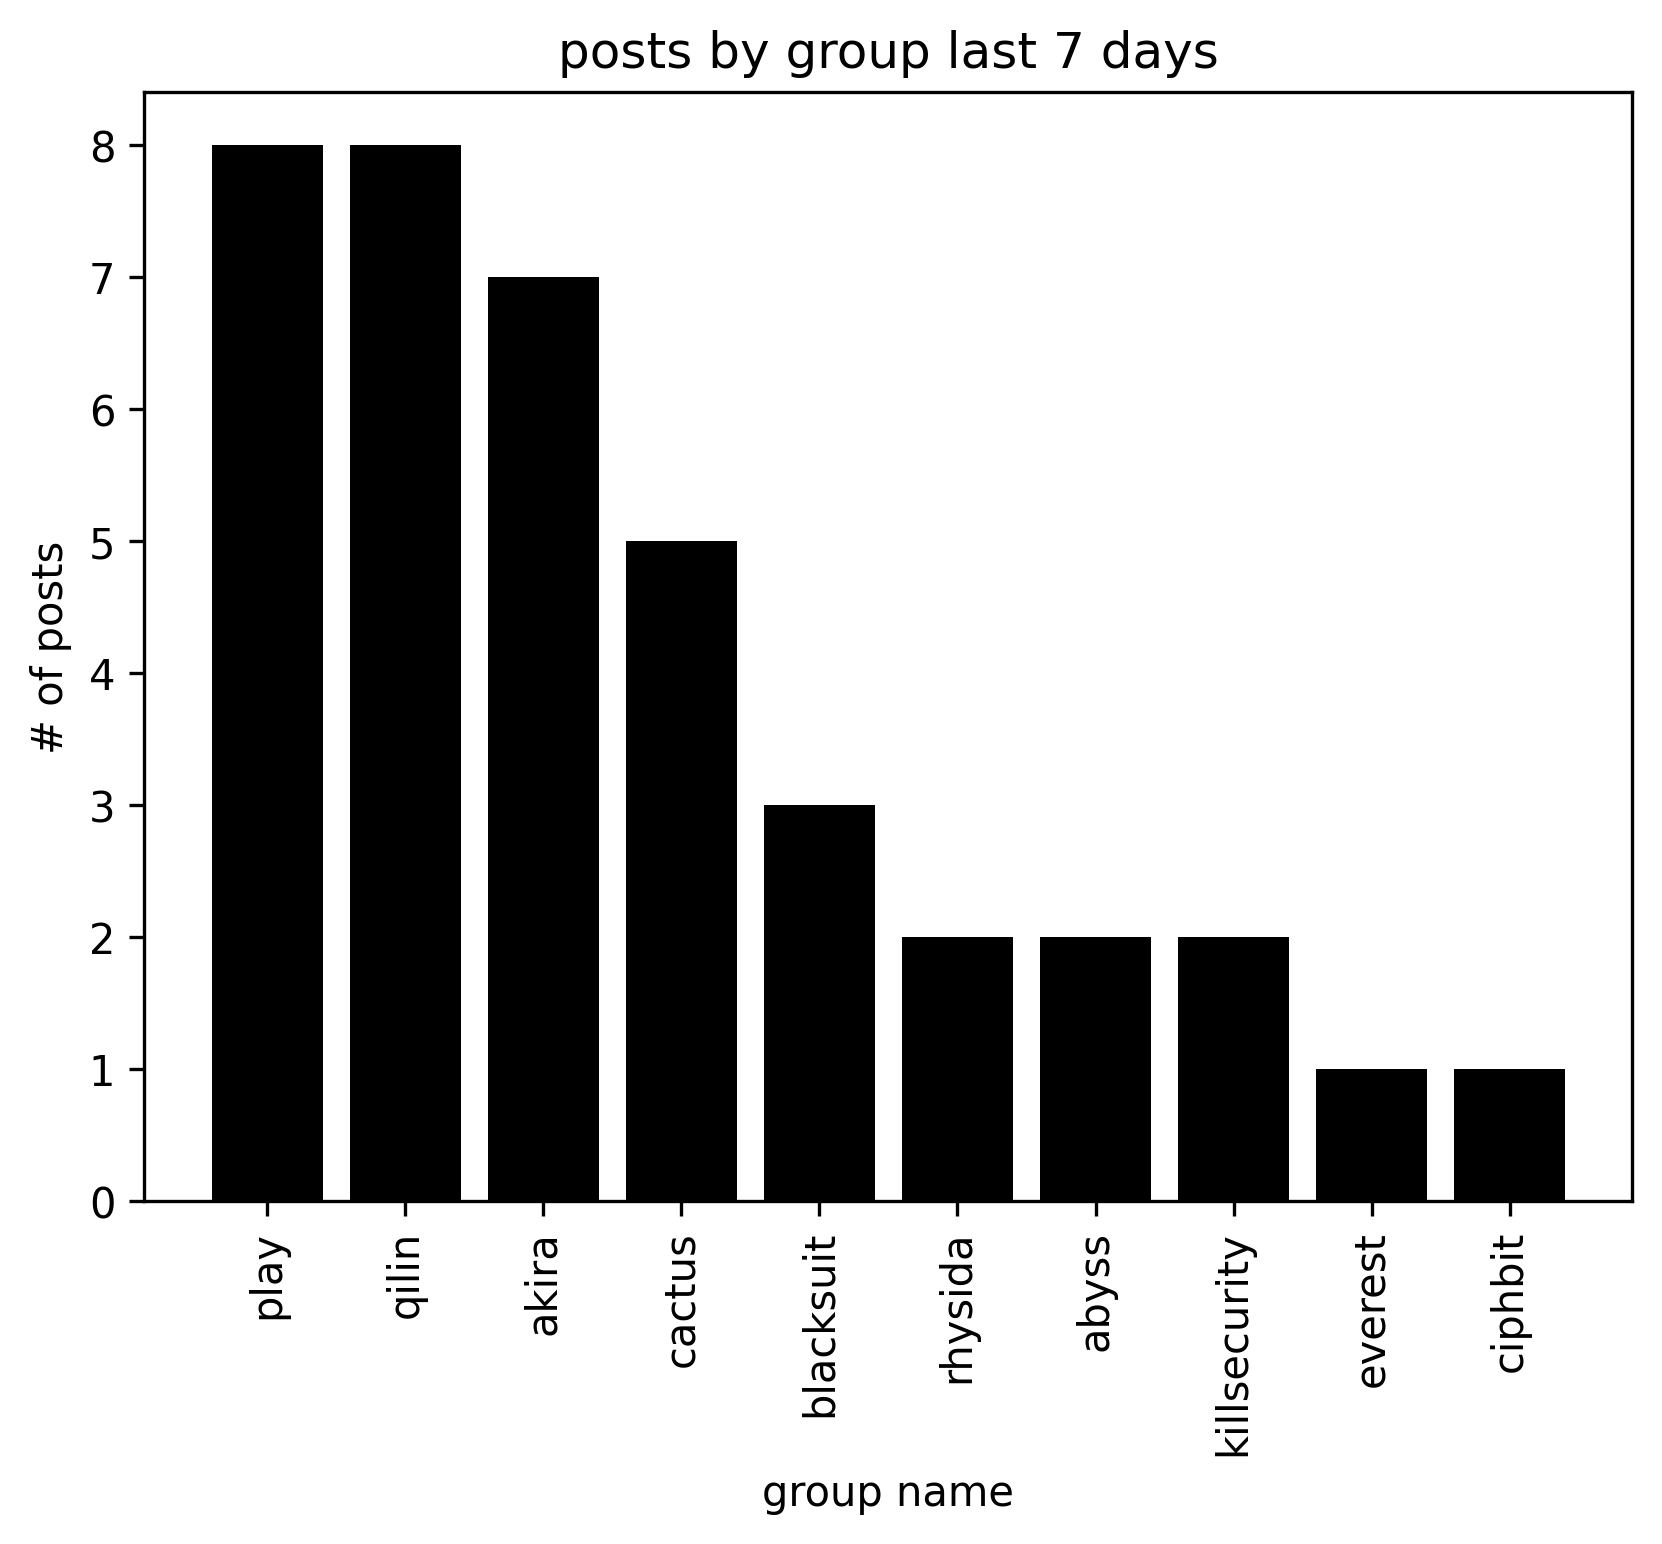 posts by group last 7 days
# of posts
8
7
6
5
4
3
2
1
0
play
qilin
akira
cactus
blacksuit
rhysida
abyss
killsecurity
everest
ciphbit
group name